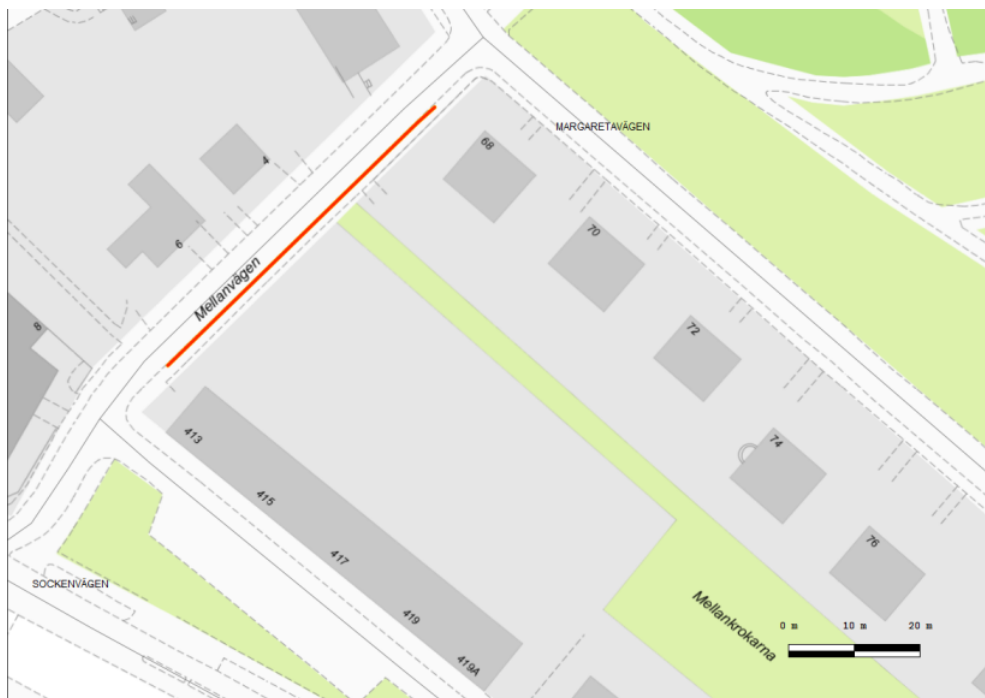 MARGARETAVÄGEN
68
4
70
6
Mellanvägen
8
72
413
74
415
76
417
SOCKENVÄGEN
Mellankrokarna
419
419A
0 m 10 m 20 m